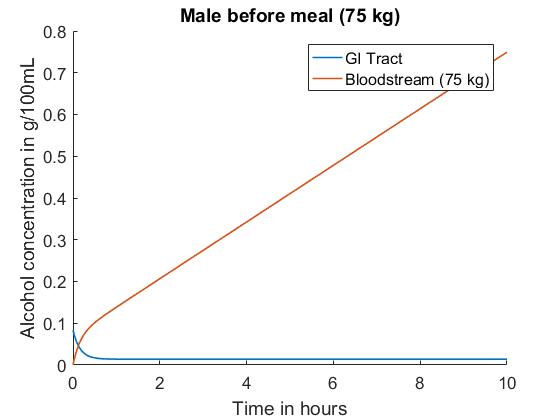 Male before meal (75 kg)
Alcohol concentration in g/100mL
0.8
0.7
0.6
0.5
0.4
0.3
0.2
0.1
0
GI Tract
Bloodstream (75 kg)
0 2 4 6 8 10
Time in hours